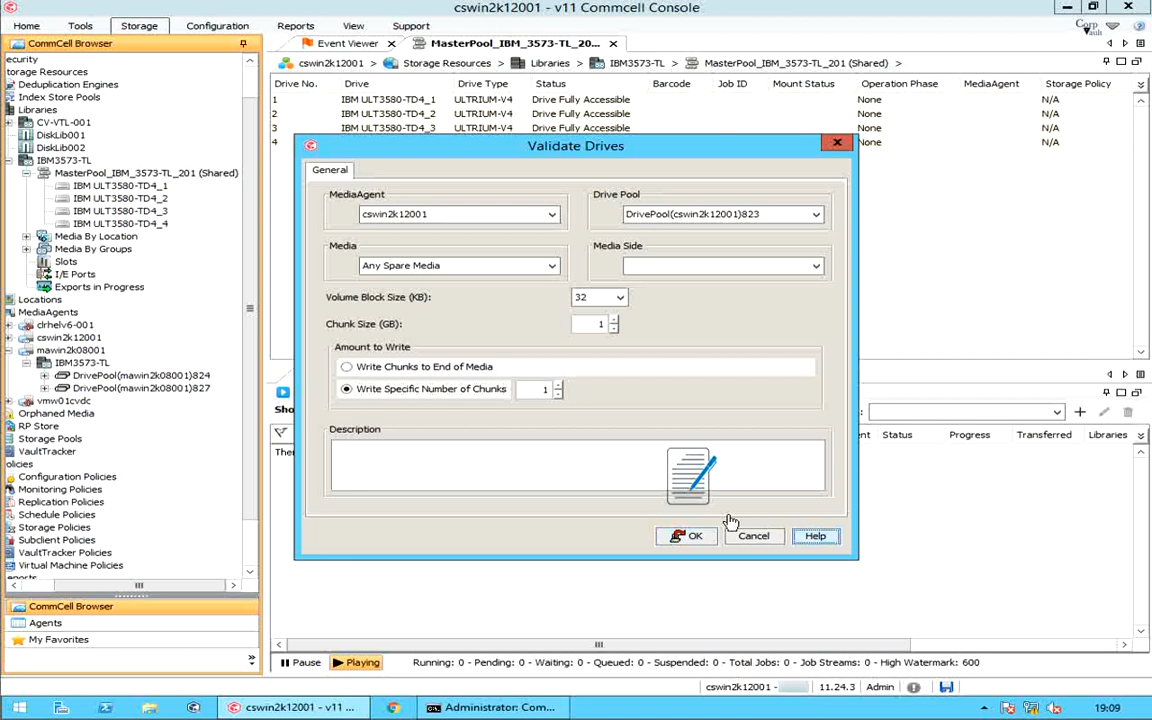 cswin2k12001 - v11 Commcell Console
Home Tools Storage Configuration Reports View Support
CommCell Browser
Event Viewer MasterPool_IBM_3573-TL_20...
cswin2k12001 > Storage Resources > Libraries > IBM3573-TL > MasterPool_IBM_3573-TL_201 (Shared) >
Drive No. Drive Drive Type Status Barcode Job ID Mount Status Operation Phase MediaAgent Storage Policy
1 IBM ULT3580-TD4_1 ULTRIUM-V4 Drive Fully Accessible None N/A
2 IBM ULT3580-TD4_2 ULTRIUM-V4 Drive Fully Accessible None N/A
3 IBM ULT3580-TD4_3 ULTRIUM-V4 Drive Fully Accessible None N/A
4 None N/A
ecurity
torage Resources
Deduplication Engines
Index Store Pools
Libraries
CV-VTL-001
DiskLib001
DiskLib002
IBM3573-TL
MasterPool_IBM_3573-TL_201 (Shared)
IBM ULT3580-TD4_1
IBM ULT3580-TD4_2
IBM ULT3580-TD4_3
IBM ULT3580-TD4_4
Media By Location
Media By Groups
Slots
I/E Ports
Exports in Progress
Locations
MediaAgents
drhelv6-001
cswin2k12001
mawin2k08001
IBM3573-TL
DrivePool(mawin2k08001)824
DrivePool(mawin2k08001)827
vmw01cvdc
Orphaned Media
RP Store
Storage Pools
VaultTracker
olicies
Configuration Policies
Monitoring Policies
Replication Policies
Schedule Policies
Storage Policies
Subclient Policies
VaultTracker Policies
Virtual Machine Policies
CommCell Browser
Agents
My Favorites
Validate Drives
General
MediaAgent
cswin2k12001
Drive Pool
DrivePool(cswin2k12001)823
Media
Any Spare Media
Media Side
Volume Block Size (KB): 32
Chunk Size (GB): 1
Amount to Write
Write Chunks to End of Media
Write Specific Number of Chunks 1
Description
OK Cancel Help
Sho
Ther
ent Status Progress Transferred Libraries
Pause Playing Running: 0 - Pending: 0 - Waiting: 0 - Queued: 0 - Suspended: 0 - Total Jobs: 0 - Job Streams: 0 - High Watermark: 600
cswin2k12001 - 11.24.3 Admin
cswin2k12001 - v11 ... Administrator: Com... 19:09